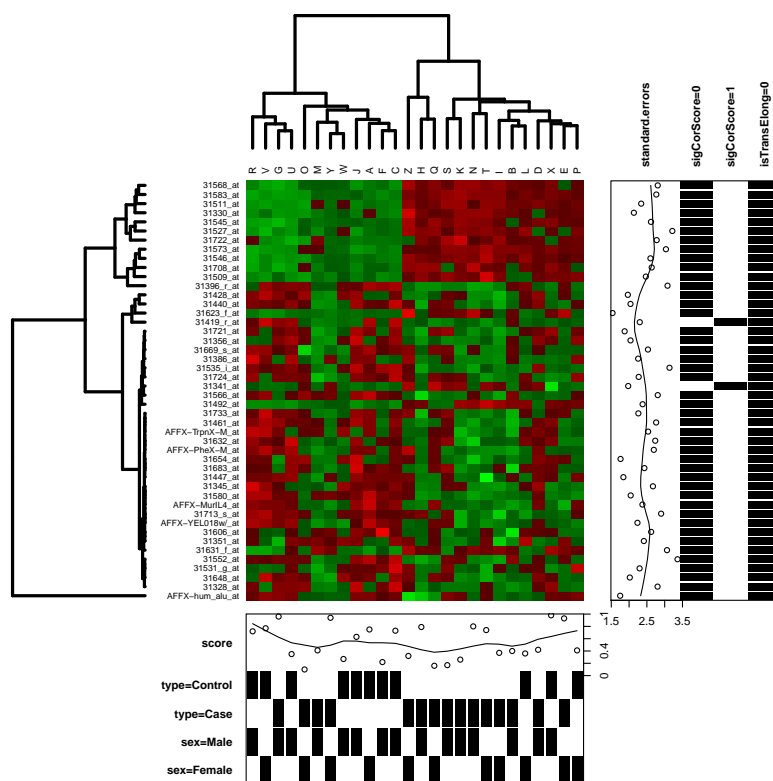 standard.errors
sigCorScore=0
sigCorScore=1
isTransElong=0
R V G U O M Y W J A F C Z H Q S K N T I B L D X E P
31568_at
31583_at
31511_at
31330_at
31545_at
31527_at
31722_at
31573_at
31546_at
31708_at
31509_at
31396_r_at
31428_at
31440_at
31623_f_at
31419_r_at
31721_at
31356_at
31669_s_at
31386_at
31535_i_at
31724_at
31341_at
31566_at
31492_at
31733_at
31461_at
AFFX-TrpnX-M_at
31632_at
AFFX-PheX-M_at
31654_at
31683_at
31447_at
31345_at
31580_at
AFFX-MurIL4_at
31713_s_at
AFFX-YEL018w/_at
31606_at
31351_at
31631_f_at
31552_at
31531_g_at
31648_at
31328_at
AFFX-hum_alu_at
1.5 2.5 3.5
score
0 0.4 1
type=Control
type=Case
sex=Male
sex=Female